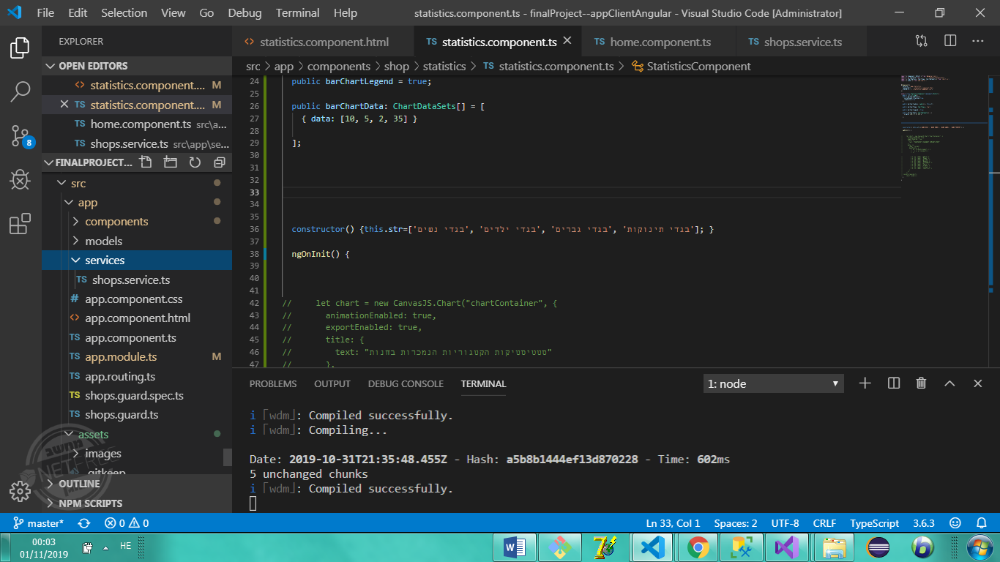 File Edit Selection View Go Debug Terminal Help
statistics.component.ts - finalProject--appClientAngular - Visual Studio Code [Administrator]
EXPLORER
OPEN EDITORS
statistics.component.... M
statistics.component.... M
home.component.ts src\a...
shops.service.ts src\app\se...
8
FINALPROJECT...
src
app
components
models
services
TS shops.service.ts
# app.component.css
<> app.component.html
TS app.component.ts
TS app.module.ts M
TS app.routing.ts
TS shops.guard.spec.ts
TS shops.guard.ts
assets
images
.gitkeep
OUTLINE
NPM SCRIPTS
<> statistics.component.html
TS statistics.component.ts
TS home.component.ts
TS shops.service.ts
src > app > components > shop > statistics > TS statistics.component.ts > StatisticsComponent
24 public barChartLegend = true;
25
26 public barChartData: ChartDataSets[] = [
27 { data: [10, 5, 2, 35] }
28
29 ];
30
31
32
33
34
35
36 constructor() {this.str=['בגדי נשים', 'בגדי ילדים', 'בגדי גברים', 'בגדי תינוקות']; }
37
38 ngOnInit() {
39
40
41
42 // let chart = new CanvasJS.Chart("chartContainer", {
43 // animationEnabled: true,
44 // exportEnabled: true,
45 // title: {
46 // text: "סטטיסטיקות הקטגוריות הנמכרות בחנות"
47 // },
PROBLEMS OUTPUT DEBUG CONSOLE TERMINAL
1: node
i ｢wdm｣: Compiled successfully.
i ｢wdm｣: Compiling...
Date: 2019-10-31T21:35:48.455Z - Hash: a5b8b1444ef13d870228 - Time: 602ms
5 unchanged chunks
i ｢wdm｣: Compiled successfully.
master* 0 0
Ln 33, Col 1 Spaces: 2 UTF-8 CRLF TypeScript 3.6.3
00:03
01/11/2019
HE
NETFREE